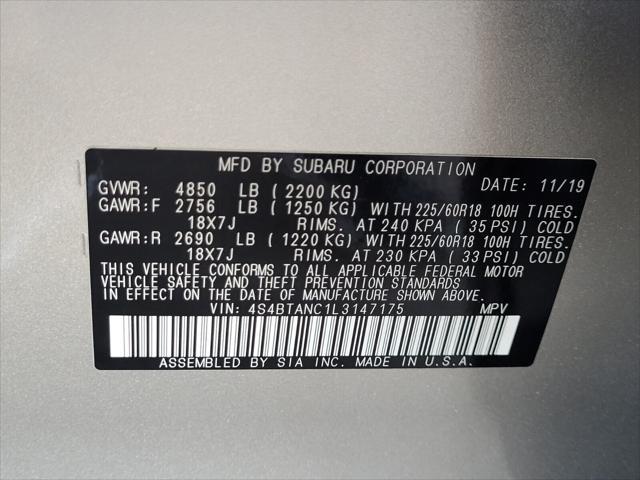 MFD BY SUBARU CORPORATION
GVWR: 4850 LB (2200 KG) DATE: 11/19
GAWR:F 2756 LB (1250 KG) WITH 225/60R18 100H TIRES.
18X7J RIMS. AT 240 KPA ( 35 PSI) COLD
GAWR:R 2690 LB (1220 KG) WITH 225/60R18 100H TIRES.
18X7J RIMS. AT 230 KPA ( 33 PSI) COLD
THIS VEHICLE CONFORMS TO ALL APPLICABLE FEDERAL MOTOR
VEHICLE SAFETY AND THEFT PREVENTION STANDARDS
IN EFFECT ON THE DATE OF MANUFACTURE SHOWN ABOVE.
VIN: 4S4BTANC1L3147175 MPV
ASSEMBLED BY SIA INC. MADE IN U.S.A.